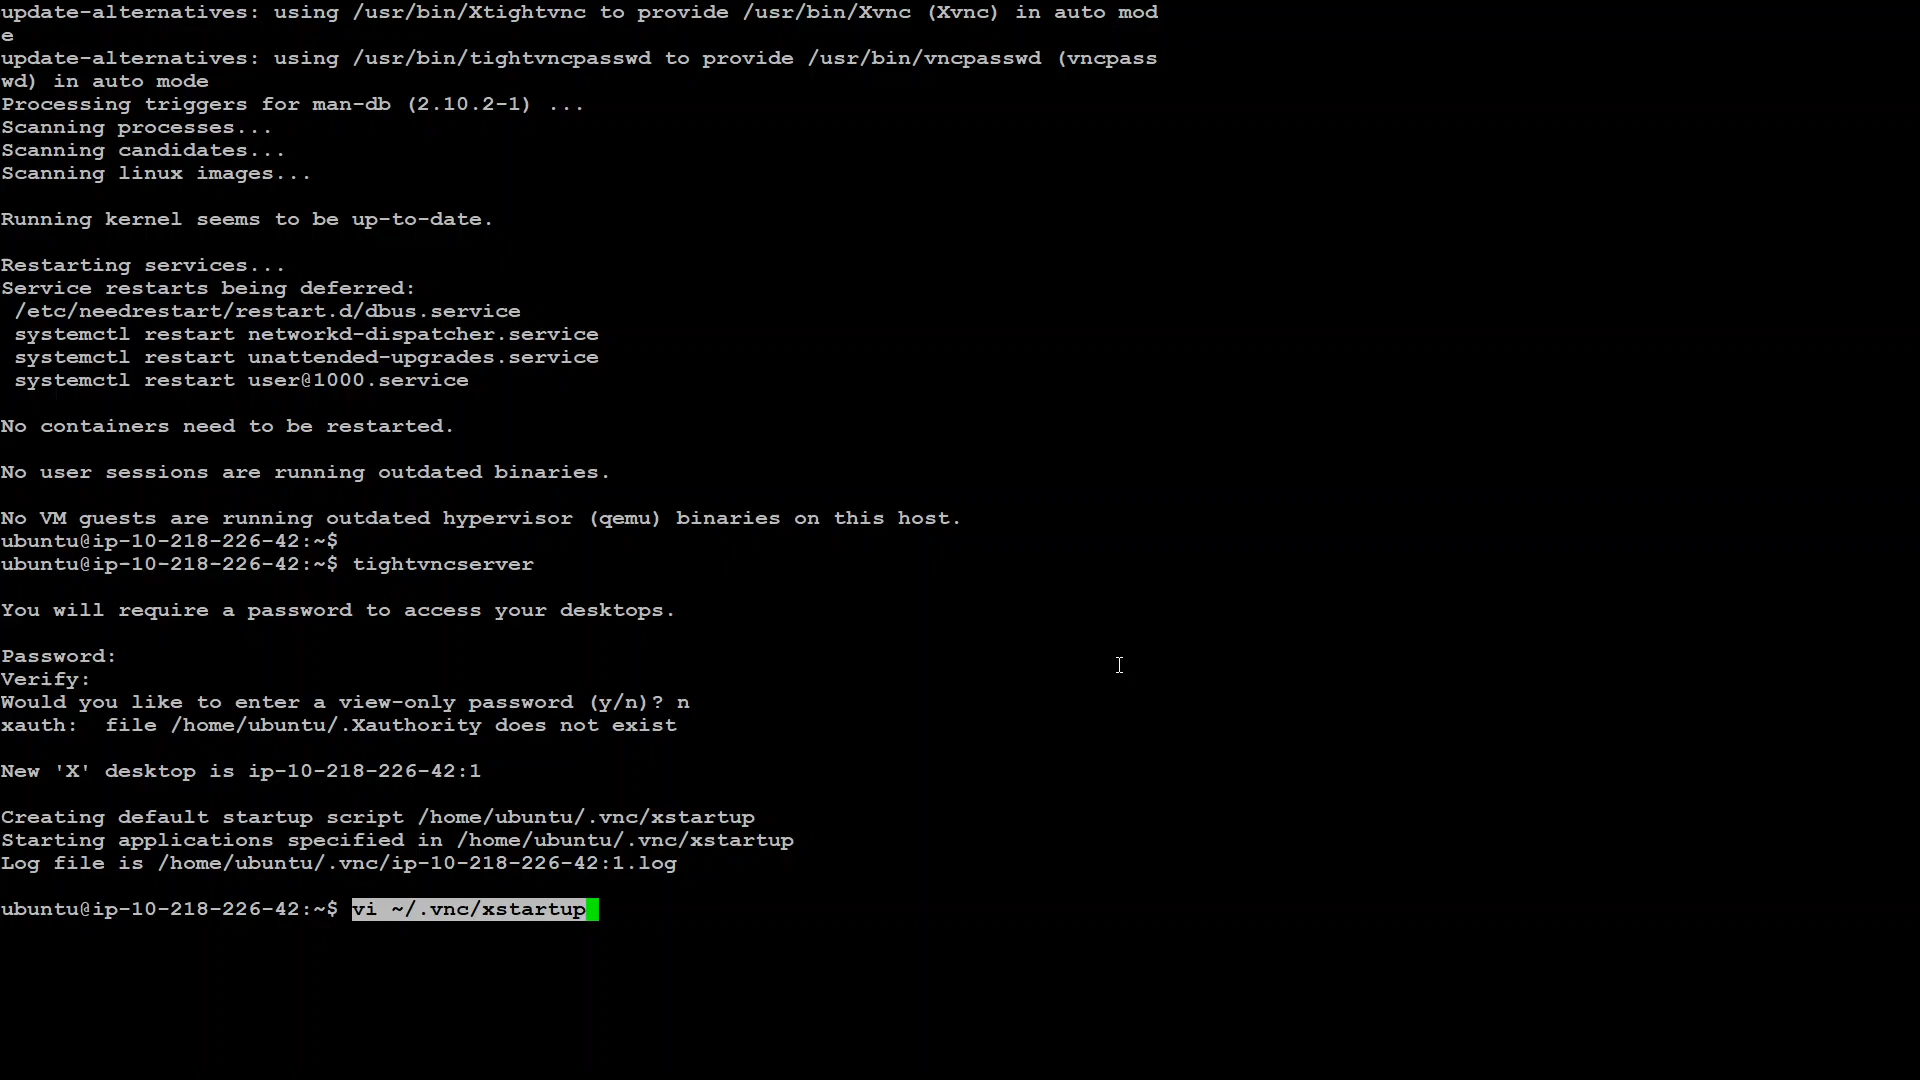 update-alternatives: using /usr/bin/Xtightvnc to provide /usr/bin/Xvnc (Xvnc) in auto mod
e
update-alternatives: using /usr/bin/tightvncpasswd to provide /usr/bin/vncpasswd (vncpass
wd) in auto mode
Processing triggers for man-db (2.10.2-1) ...
Scanning processes...
Scanning candidates...
Scanning linux images...
Running kernel seems to be up-to-date.
Restarting services...
Service restarts being deferred:
 /etc/needrestart/restart.d/dbus.service
 systemctl restart networkd-dispatcher.service
 systemctl restart unattended-upgrades.service
 systemctl restart user@1000.service
No containers need to be restarted.
No user sessions are running outdated binaries.
No VM guests are running outdated hypervisor (qemu) binaries on this host.
ubuntu@ip-10-218-226-42:~$
ubuntu@ip-10-218-226-42:~$ tightvncserver
You will require a password to access your desktops.
Password:
Verify:
Would you like to enter a view-only password (y/n)? n
xauth:  file /home/ubuntu/.Xauthority does not exist
New 'X' desktop is ip-10-218-226-42:1
Creating default startup script /home/ubuntu/.vnc/xstartup
Starting applications specified in /home/ubuntu/.vnc/xstartup
Log file is /home/ubuntu/.vnc/ip-10-218-226-42:1.log
ubuntu@ip-10-218-226-42:~$ vi ~/.vnc/xstartup